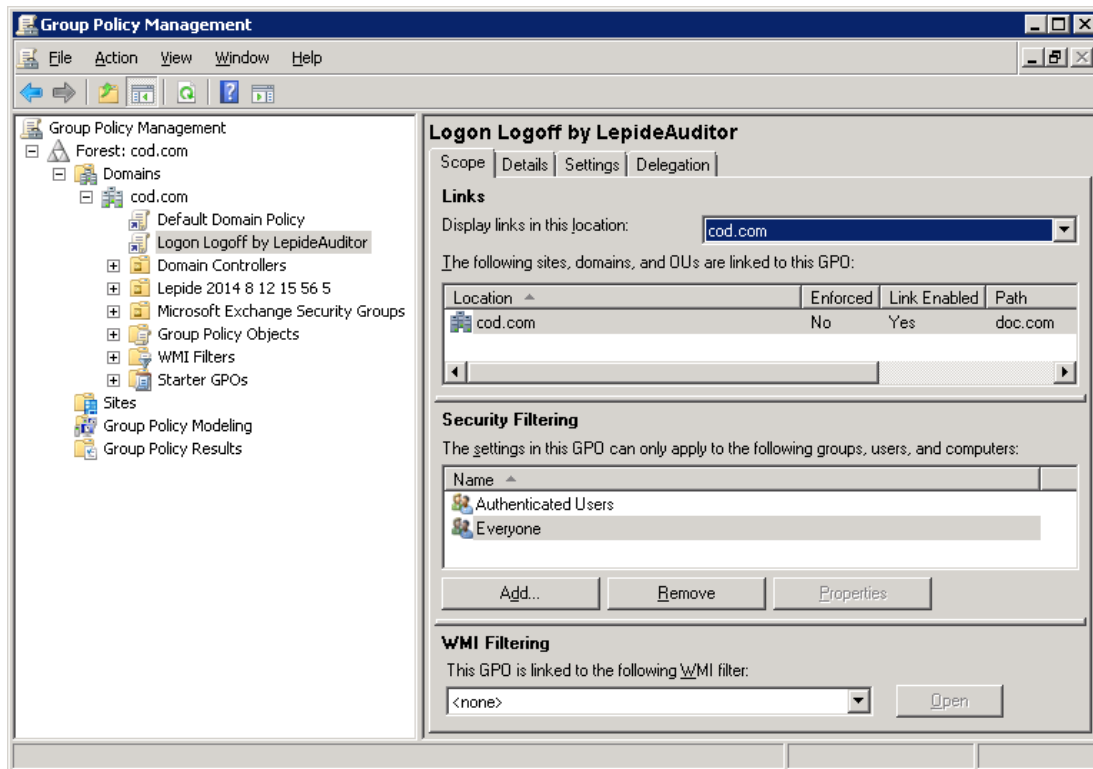 Group Policy Management
File Action View Window Help
Group Policy Management
Forest: cod.com
Domains
cod.com
Default Domain Policy
Logon Logoff by LepideAuditor
Domain Controllers
Lepide 2014 8 12 15 56 5
Microsoft Exchange Security Groups
Group Policy Objects
WMI Filters
Starter GPOs
Sites
Group Policy Modeling
Group Policy Results
Logon Logoff by LepideAuditor
Scope Details Settings Delegation
Links
Display links in this location: cod.com
The following sites, domains, and OUs are linked to this GPO:
Location Enforced Link Enabled Path
cod.com No Yes doc.com
Security Filtering
The settings in this GPO can only apply to the following groups, users, and computers:
Name
Authenticated Users
Everyone
Add... Remove Properties
WMI Filtering
This GPO is linked to the following WMI filter:
<none> Open